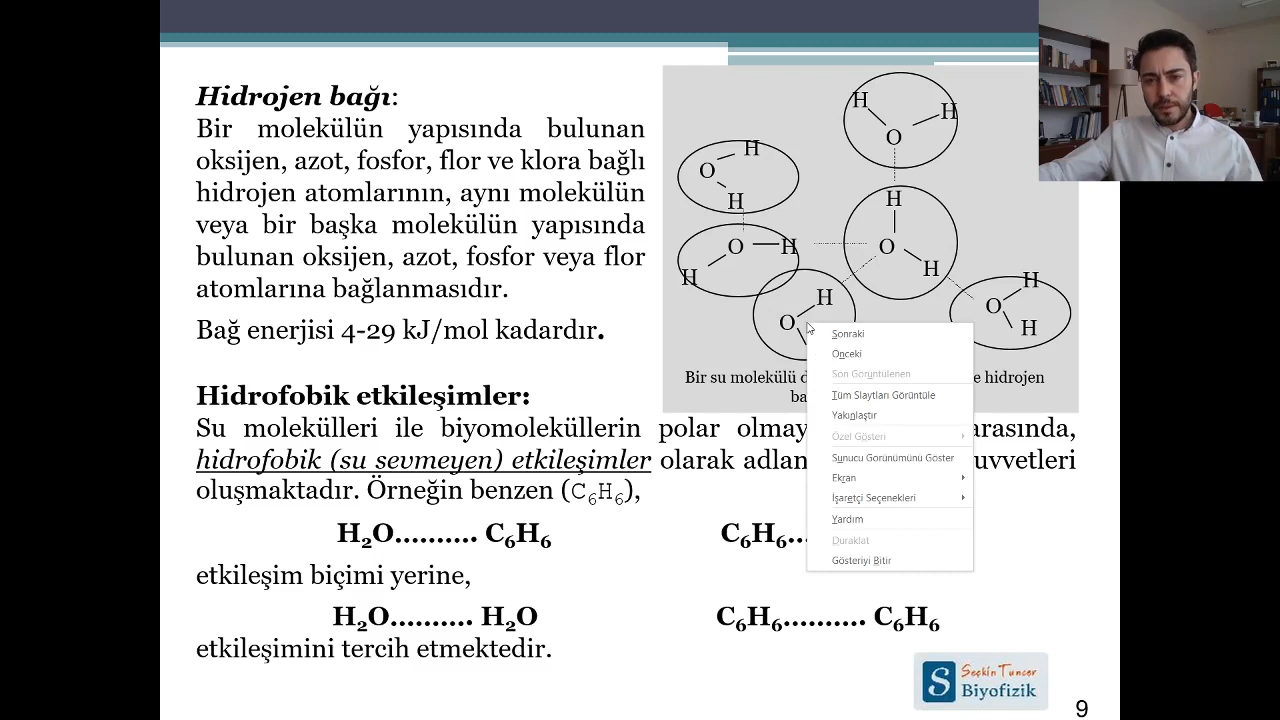 Hidrojen bağı:
Bir molekülün yapısında bulunan
oksijen, azot, fosfor, flor ve klora bağlı
hidrojen atomlarının, aynı molekülün
veya bir başka molekülün yapısında
bulunan oksijen, azot, fosfor veya flor
atomlarına bağlanmasıdır.
Bağ enerjisi 4-29 kJ/mol kadardır.
H H
O
O H
H
O H
H
H
O
H
H
O
O H
H
Bir su molekülü e hidrojen
Sonraki
Önceki
Son Görüntülenen
Tüm Slaytları Görüntüle
Yakınlaştır
Özel Gösteri
Sunucu Görünümünü Göster
Ekran
İşaretçi Seçenekleri
Yardım
Duraklat
Gösteriyi Bitir
Hidrofobik etkileşimler:
Su molekülleri ile biyomoleküllerin polar arasında,
hidrofobik (su sevmeyen) etkileşimler olarak
oluşmaktadır. Örneğin benzen (C₆H₆),
H₂O.......... C₆H₆ C₆H₆...
etkileşim biçimi yerine,
H₂O.......... H₂O C₆H₆.......... C₆H₆
etkileşimini tercih etmektedir.
S Seçkin Tuncer
Biyofizik
9